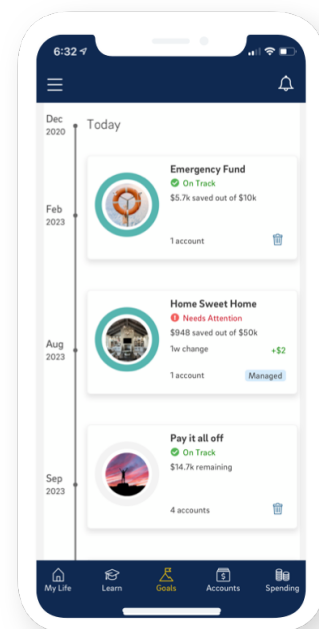 6:32
Dec
2020
Today
Emergency Fund
On Track
$5.7k saved out of $10k
Feb
2023
1 account
Home Sweet Home
Needs Attention
$948 saved out of $50k
Aug
2023
1w change
+$2
1 account
Managed
Pay it all off
On Track
$14.7k remaining
Sep
2023
4 accounts
My Life
Learn
Goals
Accounts
Spending